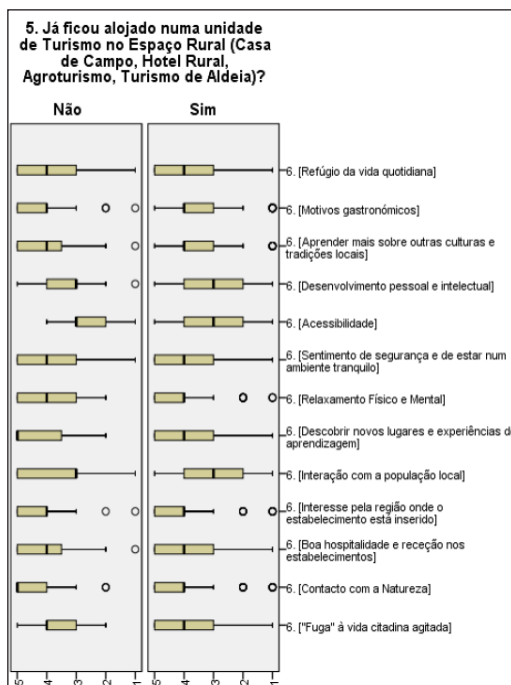 5. Já ficou alojado numa unidade
de Turismo no Espaço Rural (Casa
de Campo, Hotel Rural,
Agroturismo, Turismo de Aldeia)?
Não Sim
6. [Refúgio da vida quotidiana]
6. [Motivos gastronómicos]
6. [Aprender mais sobre outras culturas e
tradições locais]
6. [Desenvolvimento pessoal e intelectual]
6. [Acessibilidade]
6. [Sentimento de segurança e de estar num
ambiente tranquilo]
6. [Relaxamento Físico e Mental]
6. [Descobrir novos lugares e experiências de
aprendizagem]
6. [Interação com a população local]
6. [Interesse pela região onde o
estabelecimento está inserido]
6. [Boa hospitalidade e receção nos
estabelecimentos]
6. [Contacto com a Natureza]
6. ["Fuga" á vida citadina agitada]
5 4 3 2 1 5 4 3 2 1